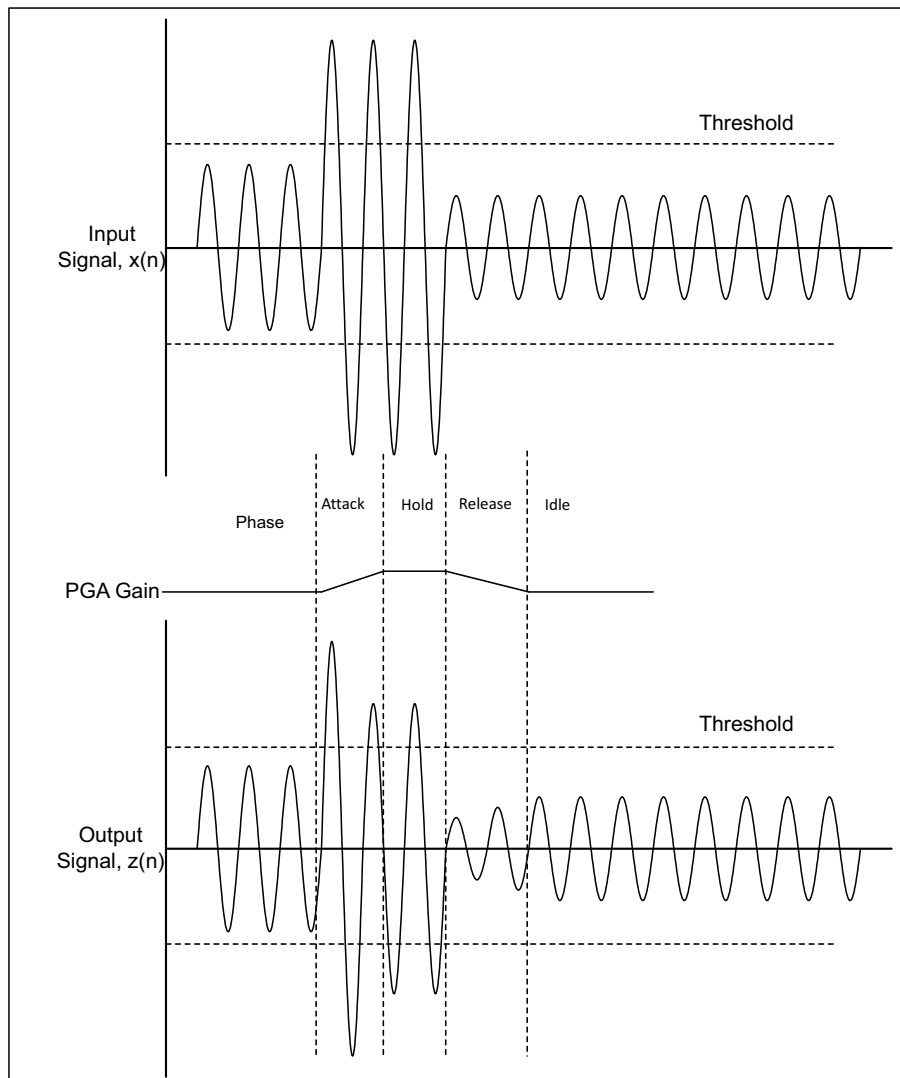 Threshold
Input
Signal, x(n)
Phase
Attack
Hold
Release
Idle
PGA Gain
Threshold
Output
Signal, z(n)